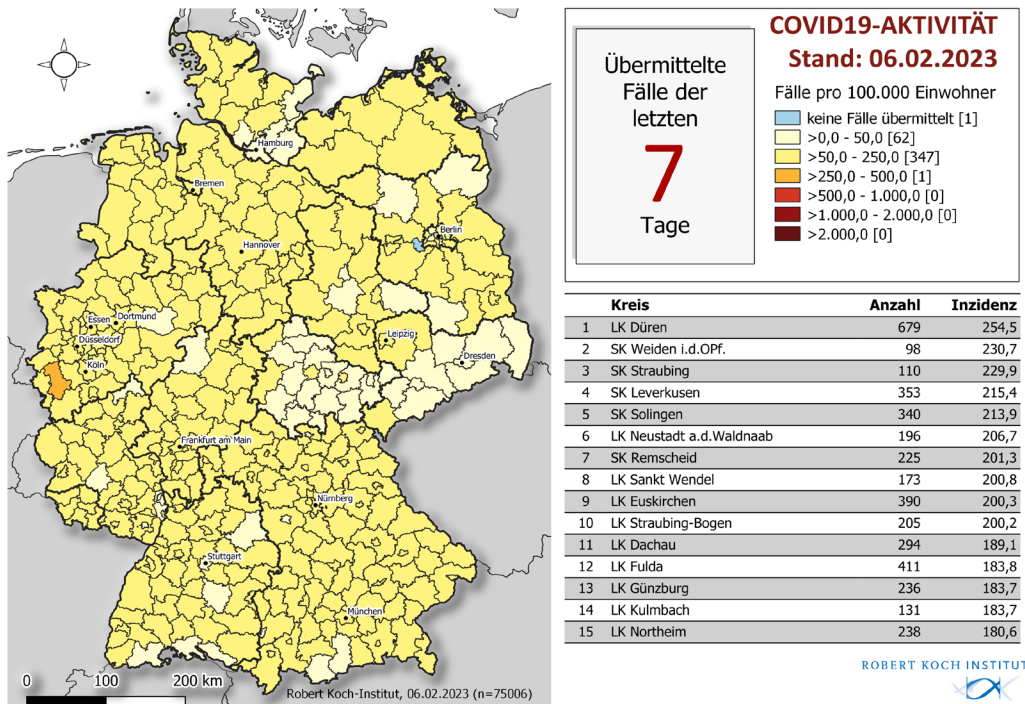 Hamburg
Bremen
Berlin
Hannover
Essen
Dortmund
Düsseldorf
Leipzig
Dresden
Köln
Frankfurt am Main
Nürnberg
Stuttgart
München
0 100 200 km
Robert Koch-Institut, 06.02.2023 (n=75006)
Übermittelte
Fälle der
letzten
7
Tage
COVID19-AKTIVITÄT
Stand: 06.02.2023
Fälle pro 100.000 Einwohner
keine Fälle übermittelt [1]
>0,0 - 50,0 [62]
>50,0 - 250,0 [347]
>250,0 - 500,0 [1]
>500,0 - 1.000,0 [0]
>1.000,0 - 2.000,0 [0]
>2.000,0 [0]
Kreis Anzahl Inzidenz
1 LK Düren 679 254,5
2 SK Weiden i.d.OPf. 98 230,7
3 SK Straubing 110 229,9
4 SK Leverkusen 353 215,4
5 SK Solingen 340 213,9
6 LK Neustadt a.d.Waldnaab 196 206,7
7 SK Remscheid 225 201,3
8 LK Sankt Wendel 173 200,8
9 LK Euskirchen 390 200,3
10 LK Straubing-Bogen 205 200,2
11 LK Dachau 294 189,1
12 LK Fulda 411 183,8
13 LK Günzburg 236 183,7
14 LK Kulmbach 131 183,7
15 LK Northeim 238 180,6
ROBERT KOCH INSTITUT